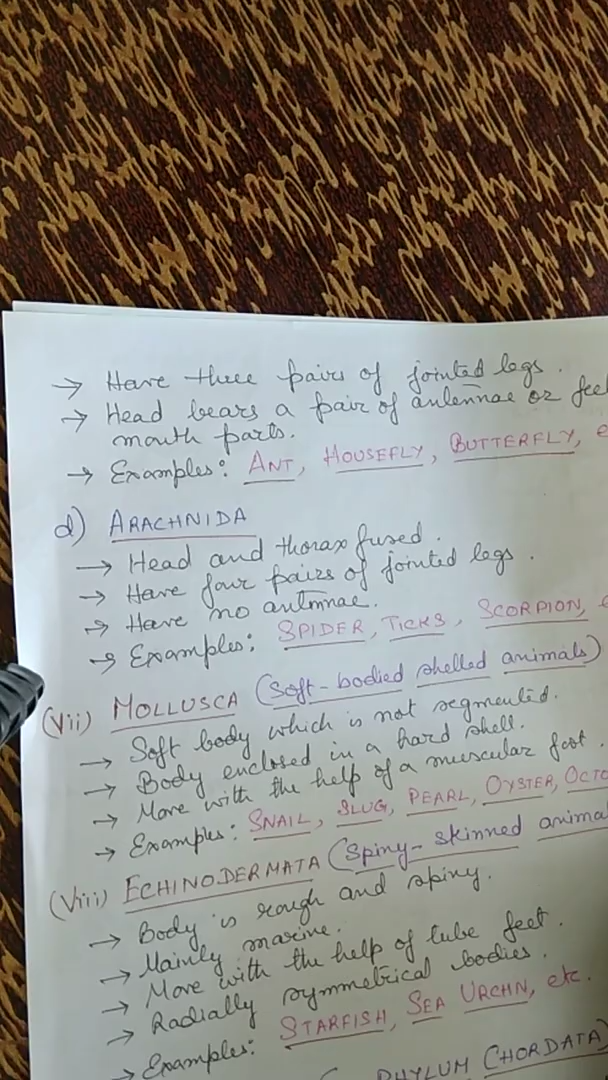 → Have three pairs of jointed legs.
→ Head bears a pair of antennae or
mouth parts.
→ Examples: ANT, HOUSEFLY, BUTTERFLY,
d) ARACHNIDA
→ Head and thorax fused.
→ Have four pairs of jointed legs.
→ Have no antennae.
→ Examples: SPIDER, TICKS, SCORPION,
(Vii) MOLLUSCA (Soft-bodied shelled animals)
→ Soft body which is not segmented.
→ Body enclosed in a hard shell.
→ Move with the help of a muscular foot.
→ Examples: SNAIL, SLUG, PEARL, OYSTER, OCTO
(Viii) ECHINODERMATA (Spiny-skinned anima
→ Body is rough and spiny.
→ Mainly marine.
→ Move with the help of tube feet.
→ Radially symmetrical bodies.
→ Examples: STARFISH, SEA URCHN, etc.
PHYLUM (CHORDATA)